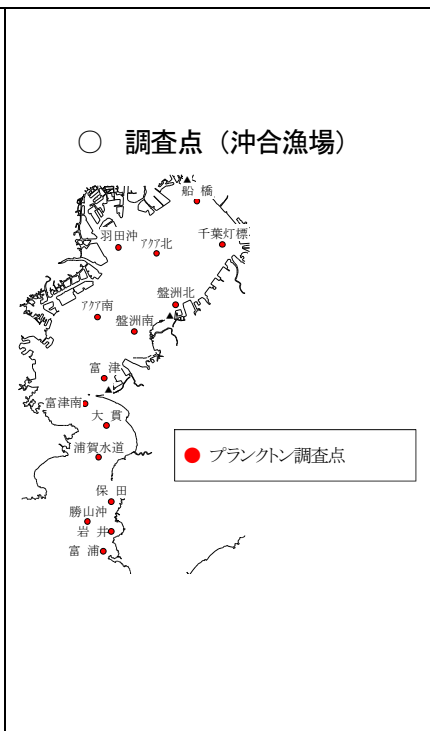 ○ 調査点（沖合漁場）
船 橋
羽田沖
千葉灯標
ｱｸｱ北
盤洲北
ｱｸｱ南
盤洲南
富 津
富津南
大 貫
浦賀水道
● プランクトン調査点
保 田
勝山沖
岩 井
富 浦